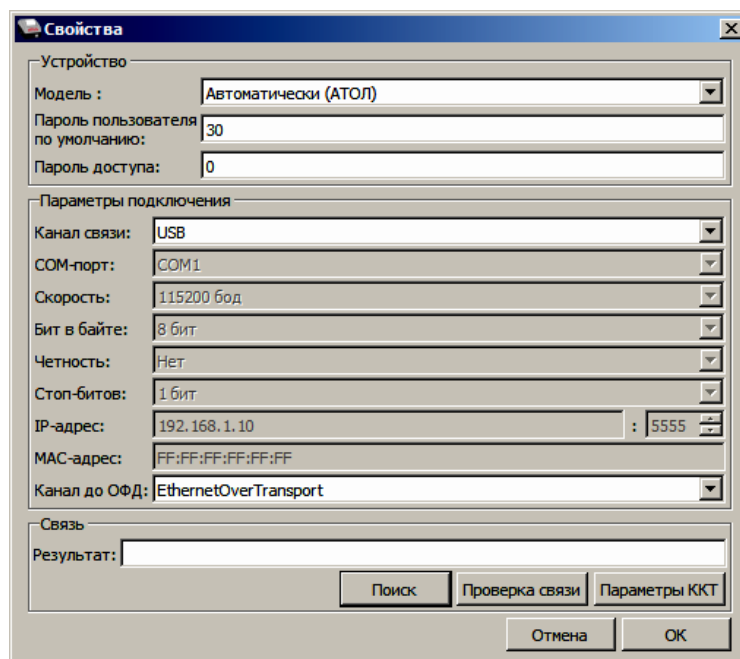 Свойства
Устройство
Модель :
Автоматически (АТОЛ)
Пароль пользователя
по умолчанию:
30
Пароль доступа:
0
Параметры подключения
Канал связи:
USB
COM-порт:
COM1
Скорость:
115200 бод
Бит в байте:
8 бит
Четность:
Нет
Стоп-битов:
1 бит
IP-адрес:
192.168.1.10
:
5555
MAC-адрес:
FF:FF:FF:FF:FF:FF
Канал до ОФД:
EthernetOverTransport
Связь
Результат:
Поиск
Проверка связи
Параметры ККТ
Отмена
ОК